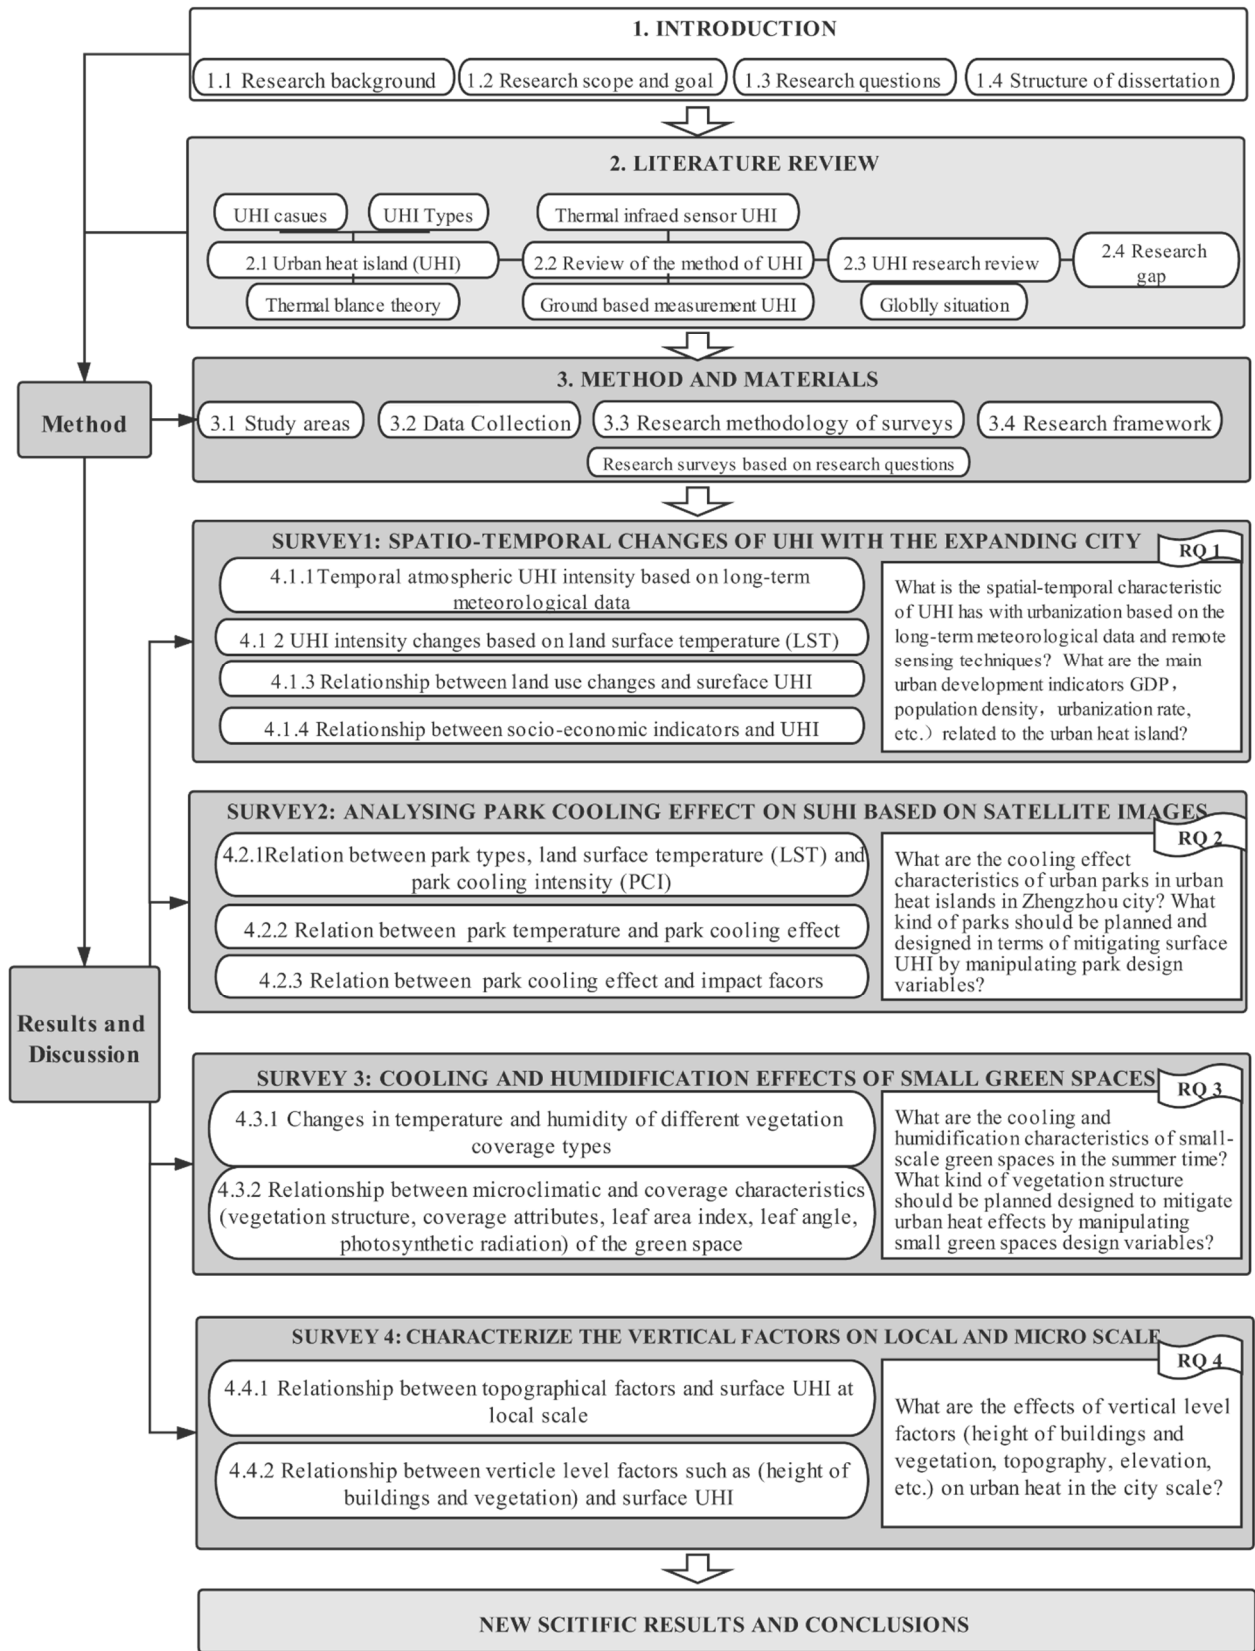 1. INTRODUCTION
1.1 Research background
1.2 Research scope and goal
1.3 Research questions
1.4 Structure of dissertation
2. LITERATURE REVIEW
UHI casues
UHI Types
Thermal infraed sensor UHI
2.1 Urban heat island (UHI)
2.2 Review of the method of UHI
2.3 UHI research review
2.4 Research
gap
Thermal blance theory
Ground based measurement UHI
Globlly situation
Method
3. METHOD AND MATERIALS
3.1 Study areas
3.2 Data Collection
3.3 Research methodology of surveys
3.4 Research framework
Research surveys based on research questions
SURVEY1: SPATIO-TEMPORAL CHANGES OF UHI WITH THE EXPANDING CITY
RQ 1
4.1.1Temporal atmospheric UHI intensity based on long-term
meteorological data
4.1 2 UHI intensity changes based on land surface temperature (LST)
4.1.3 Relationship between land use changes and sureface UHI
4.1.4 Relationship between socio-economic indicators and UHI
What is the spatial-temporal characteristic
of UHI has with urbanization based on the
long-term meteorological data and remote
sensing techniques? What are the main
urban development indicators GDP，
population density，urbanization rate,
etc.）related to the urban heat island?
SURVEY2: ANALYSING PARK COOLING EFFECT ON SUHI BASED ON SATELLITE IMAGES
RQ 2
4.2.1Relation between park types, land surface temperature (LST) and
park cooling intensity (PCI)
4.2.2 Relation between park temperature and park cooling effect
4.2.3 Relation between park cooling effect and impact facors
What are the cooling effect
characteristics of urban parks in urban
heat islands in Zhengzhou city? What
kind of parks should be planned and
designed in terms of mitigating surface
UHI by manipulating park design
variables?
Results and
Discussion
SURVEY 3: COOLING AND HUMIDIFICATION EFFECTS OF SMALL GREEN SPACES
RQ 3
4.3.1 Changes in temperature and humidity of different vegetation
coverage types
4.3.2 Relationship between microclimatic and coverage characteristics
(vegetation structure, coverage attributes, leaf area index, leaf angle,
photosynthetic radiation) of the green space
What are the cooling and
humidification characteristics of small-
scale green spaces in the summer time?
What kind of vegetation structure
should be planned designed to mitigate
urban heat effects by manipulating
small green spaces design variables?
SURVEY 4: CHARACTERIZE THE VERTICAL FACTORS ON LOCAL AND MICRO SCALE
RQ 4
4.4.1 Relationship between topographical factors and surface UHI at
local scale
4.4.2 Relationship between verticle level factors such as (height of
buildings and vegetation) and surface UHI
What are the effects of vertical level
factors (height of buildings and
vegetation, topography, elevation,
etc.) on urban heat in the city scale?
NEW SCITIFIC RESULTS AND CONCLUSIONS